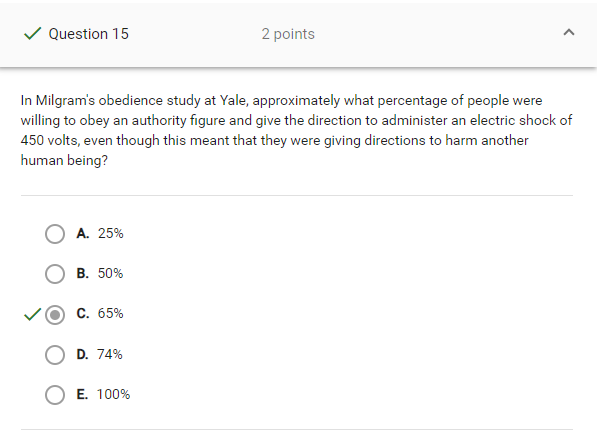 Question 15 2 points
In Milgram's obedience study at Yale, approximately what percentage of people were
willing to obey an authority figure and give the direction to administer an electric shock of
450 volts, even though this meant that they were giving directions to harm another
human being?
A. 25%
B. 50%
C. 65%
D. 74%
E. 100%